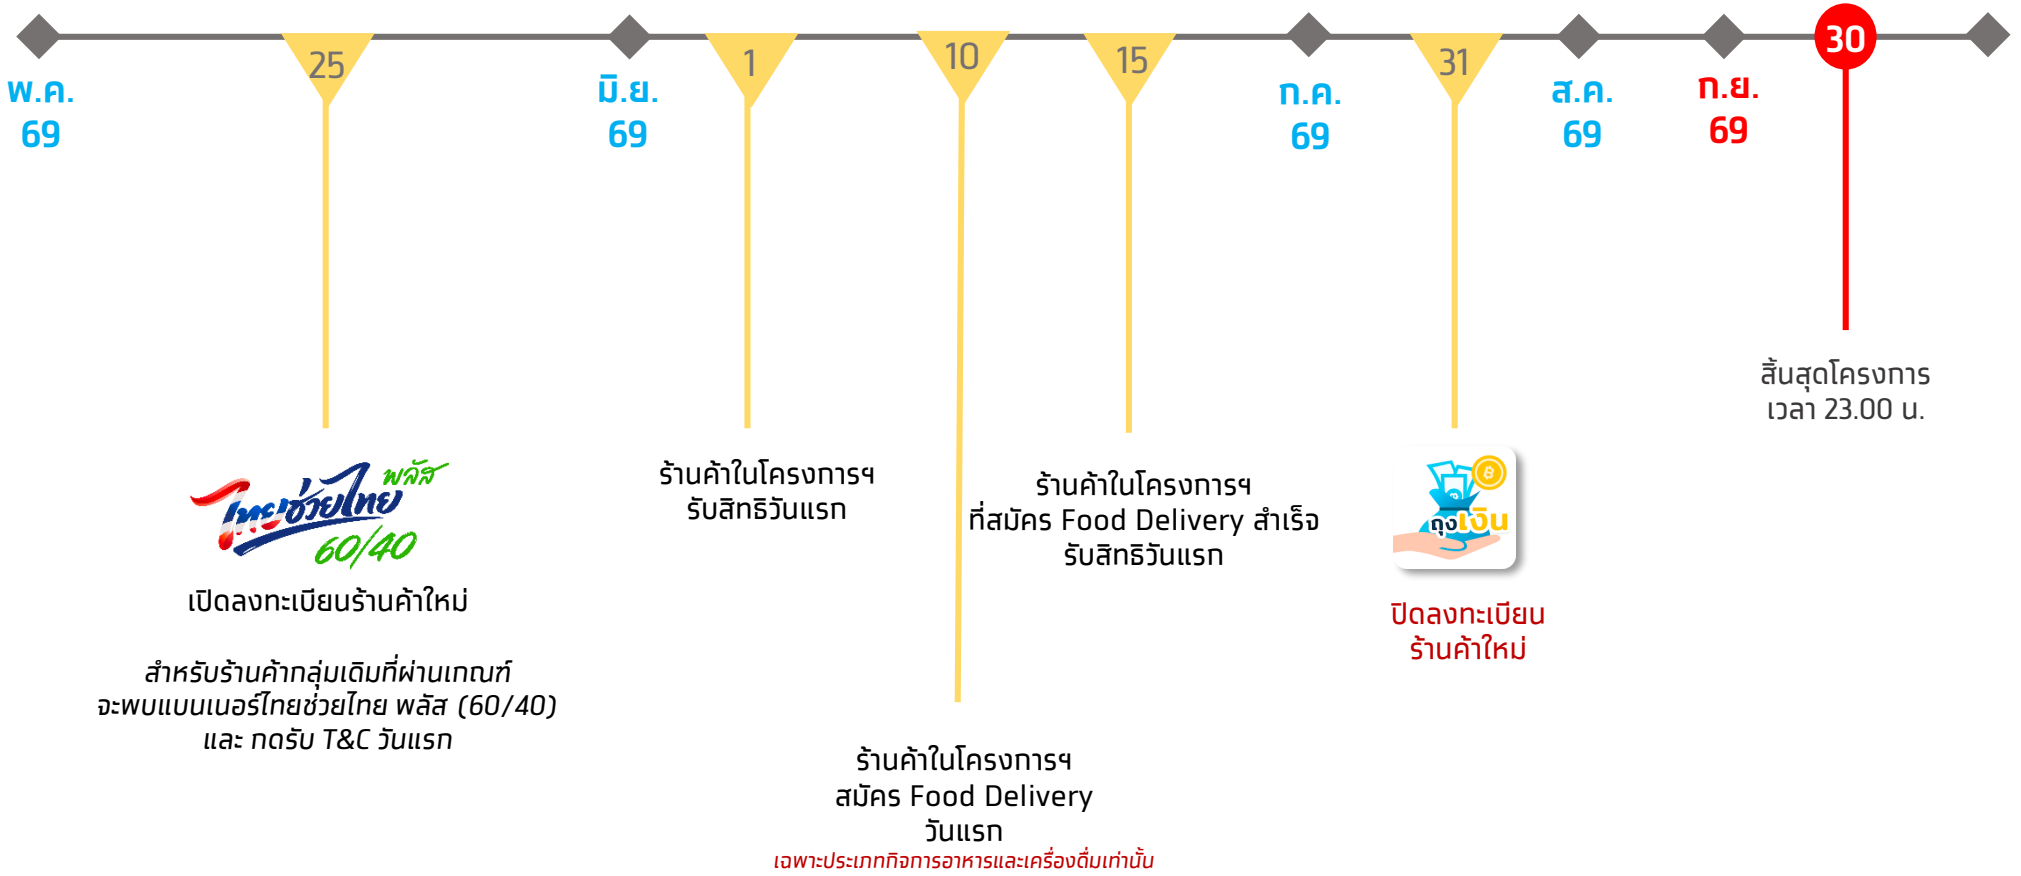 25
1
10
15
31
30
พ.ค.
69
มิ.ย.
69
ก.ค.
69
ส.ค.
69
ก.ย.
69
สิ้นสุดโครงการ
เวลา 23.00 น.
ไทยช่วยไทย พลัส
60/40
เปิดลงทะเบียนร้านค้าใหม่
สำหรับร้านค้ากลุ่มเดิมที่ผ่านเกณฑ์
จะพบแบนเนอร์ไทยช่วยไทย พลัส (60/40)
และ กดรับ T&C วันแรก
ร้านค้าในโครงการฯ
รับสิทธิวันแรก
ร้านค้าในโครงการฯ
สมัคร Food Delivery
วันแรก
เฉพาะประเภทกิจการอาหารและเครื่องดื่มเท่านั้น
ร้านค้าในโครงการฯ
ที่สมัคร Food Delivery สำเร็จ
รับสิทธิวันแรก
ถุงเงิน
ปิดลงทะเบียน
ร้านค้าใหม่